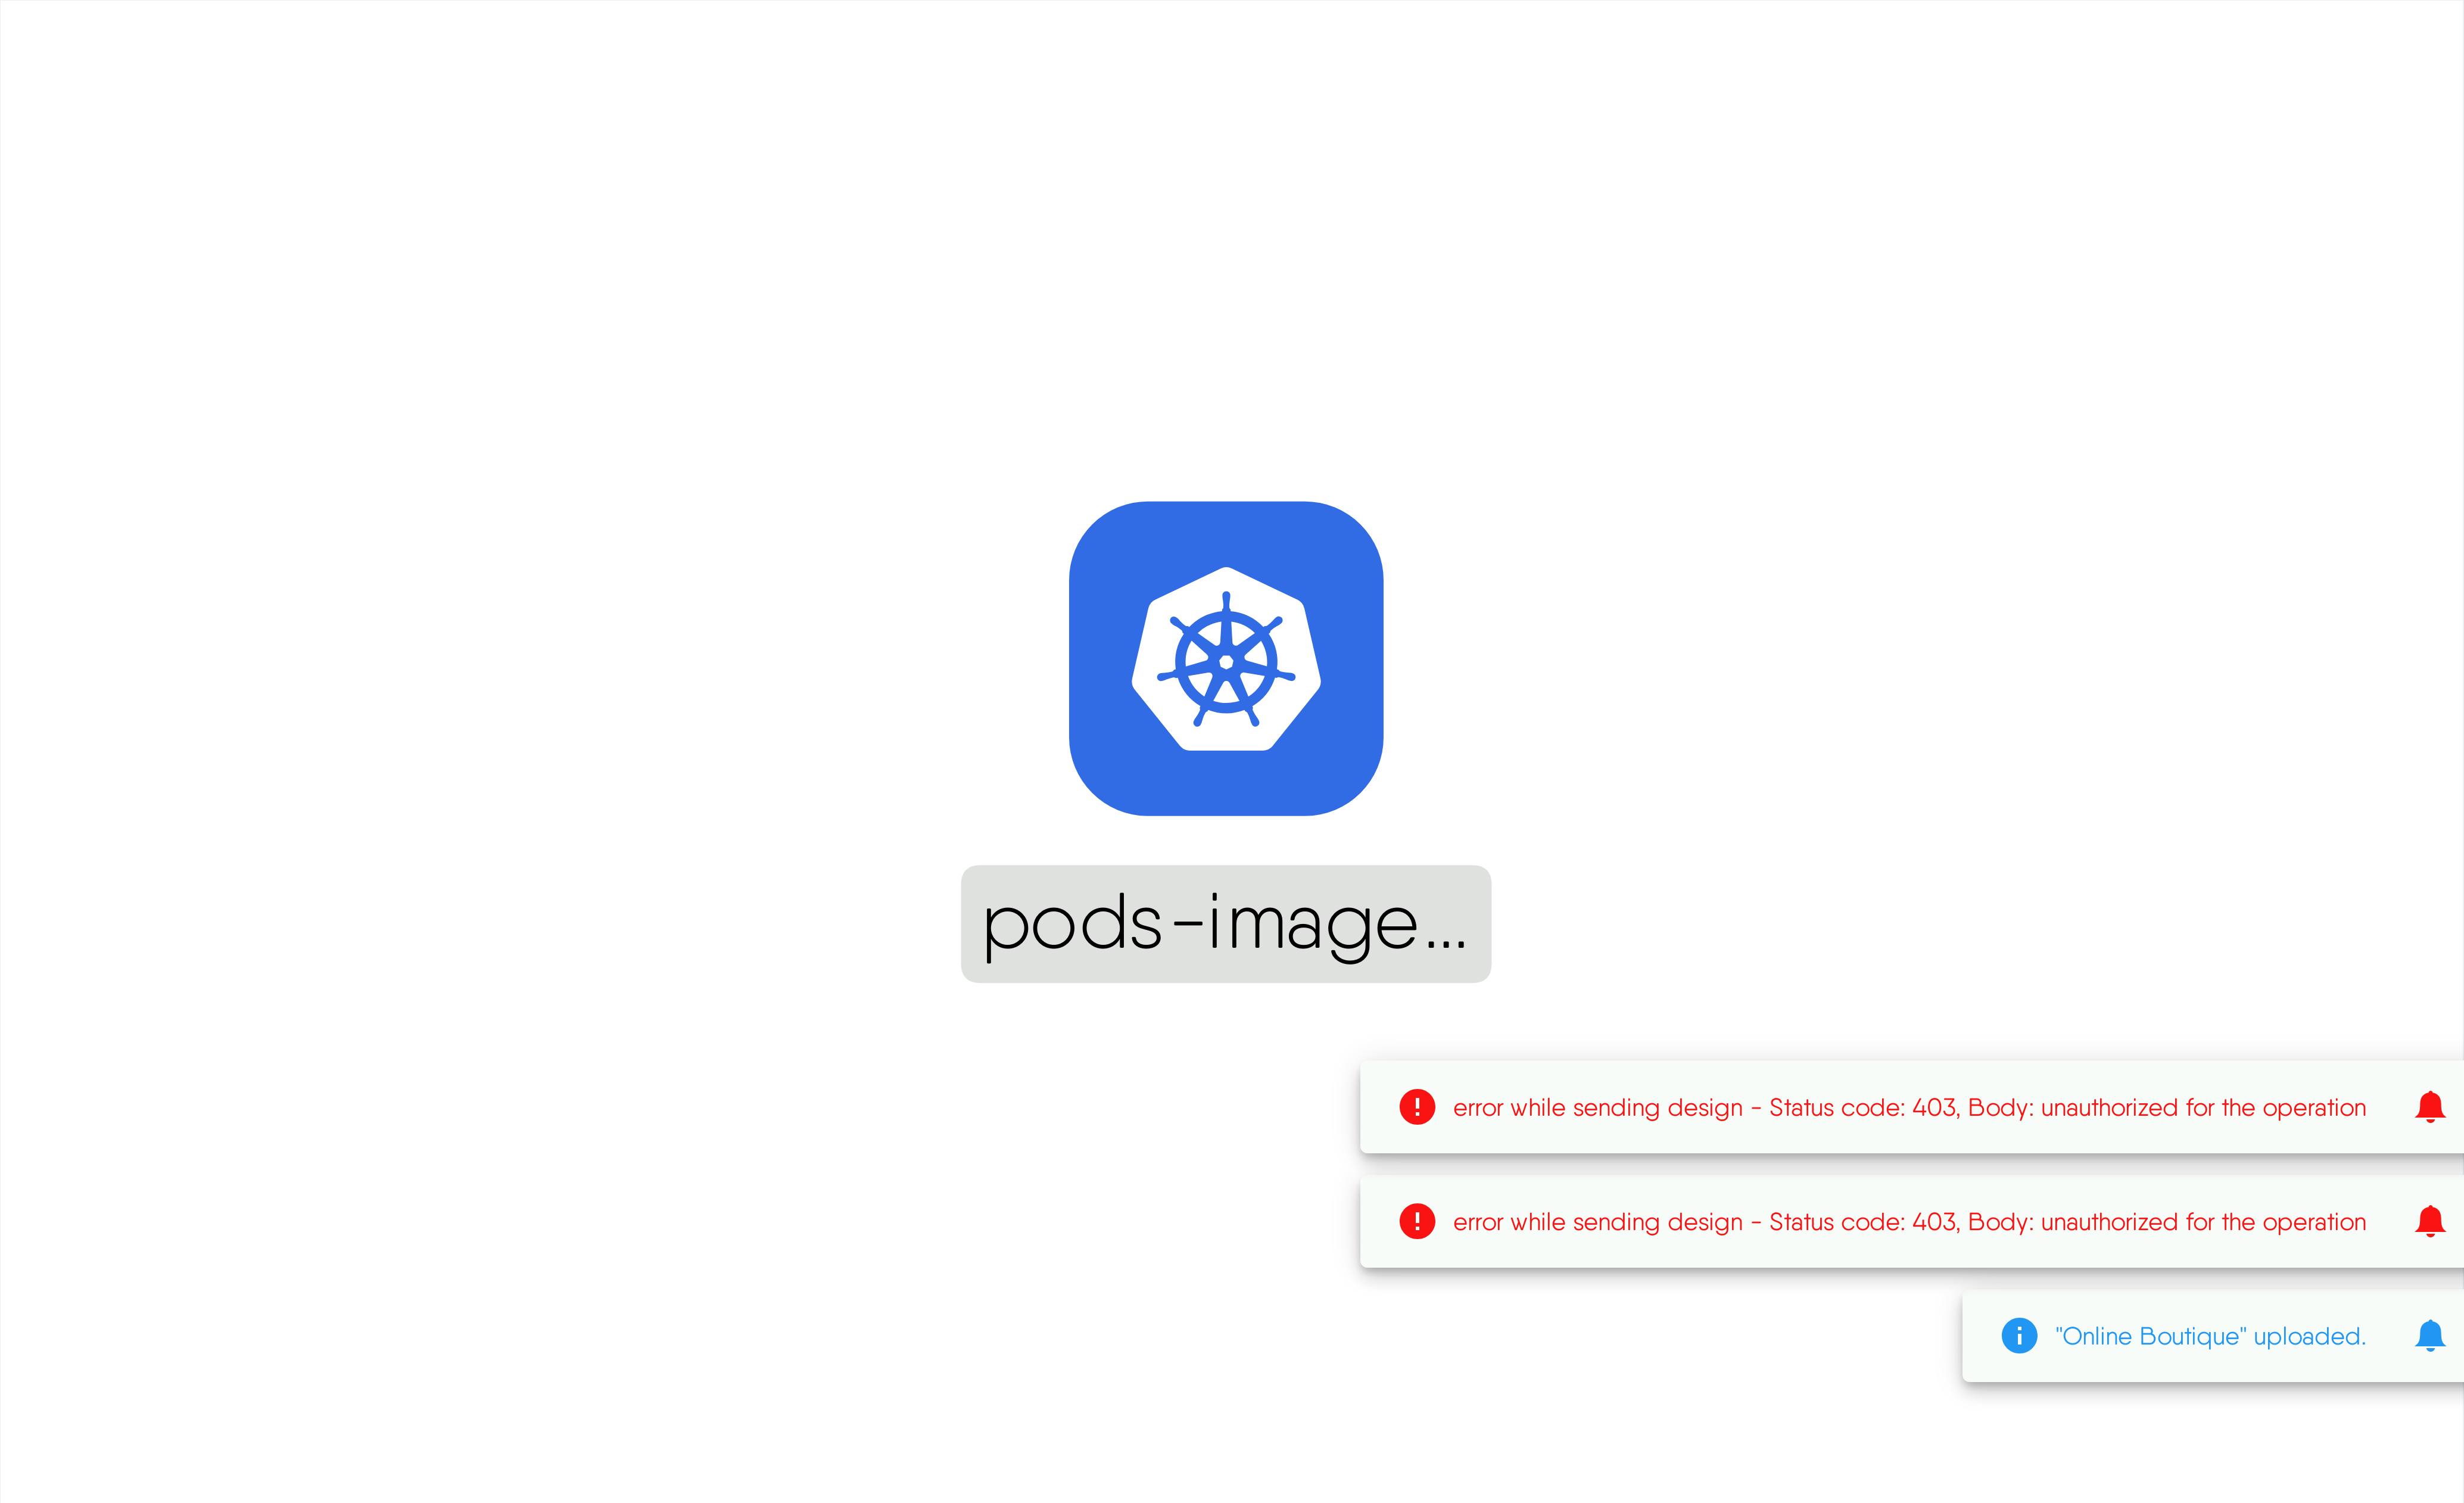 pods-image...
error while sending design - Status code: 403, Body: unauthorized for the operation
error while sending design - Status code: 403, Body: unauthorized for the operation
"Online Boutique" uploaded.